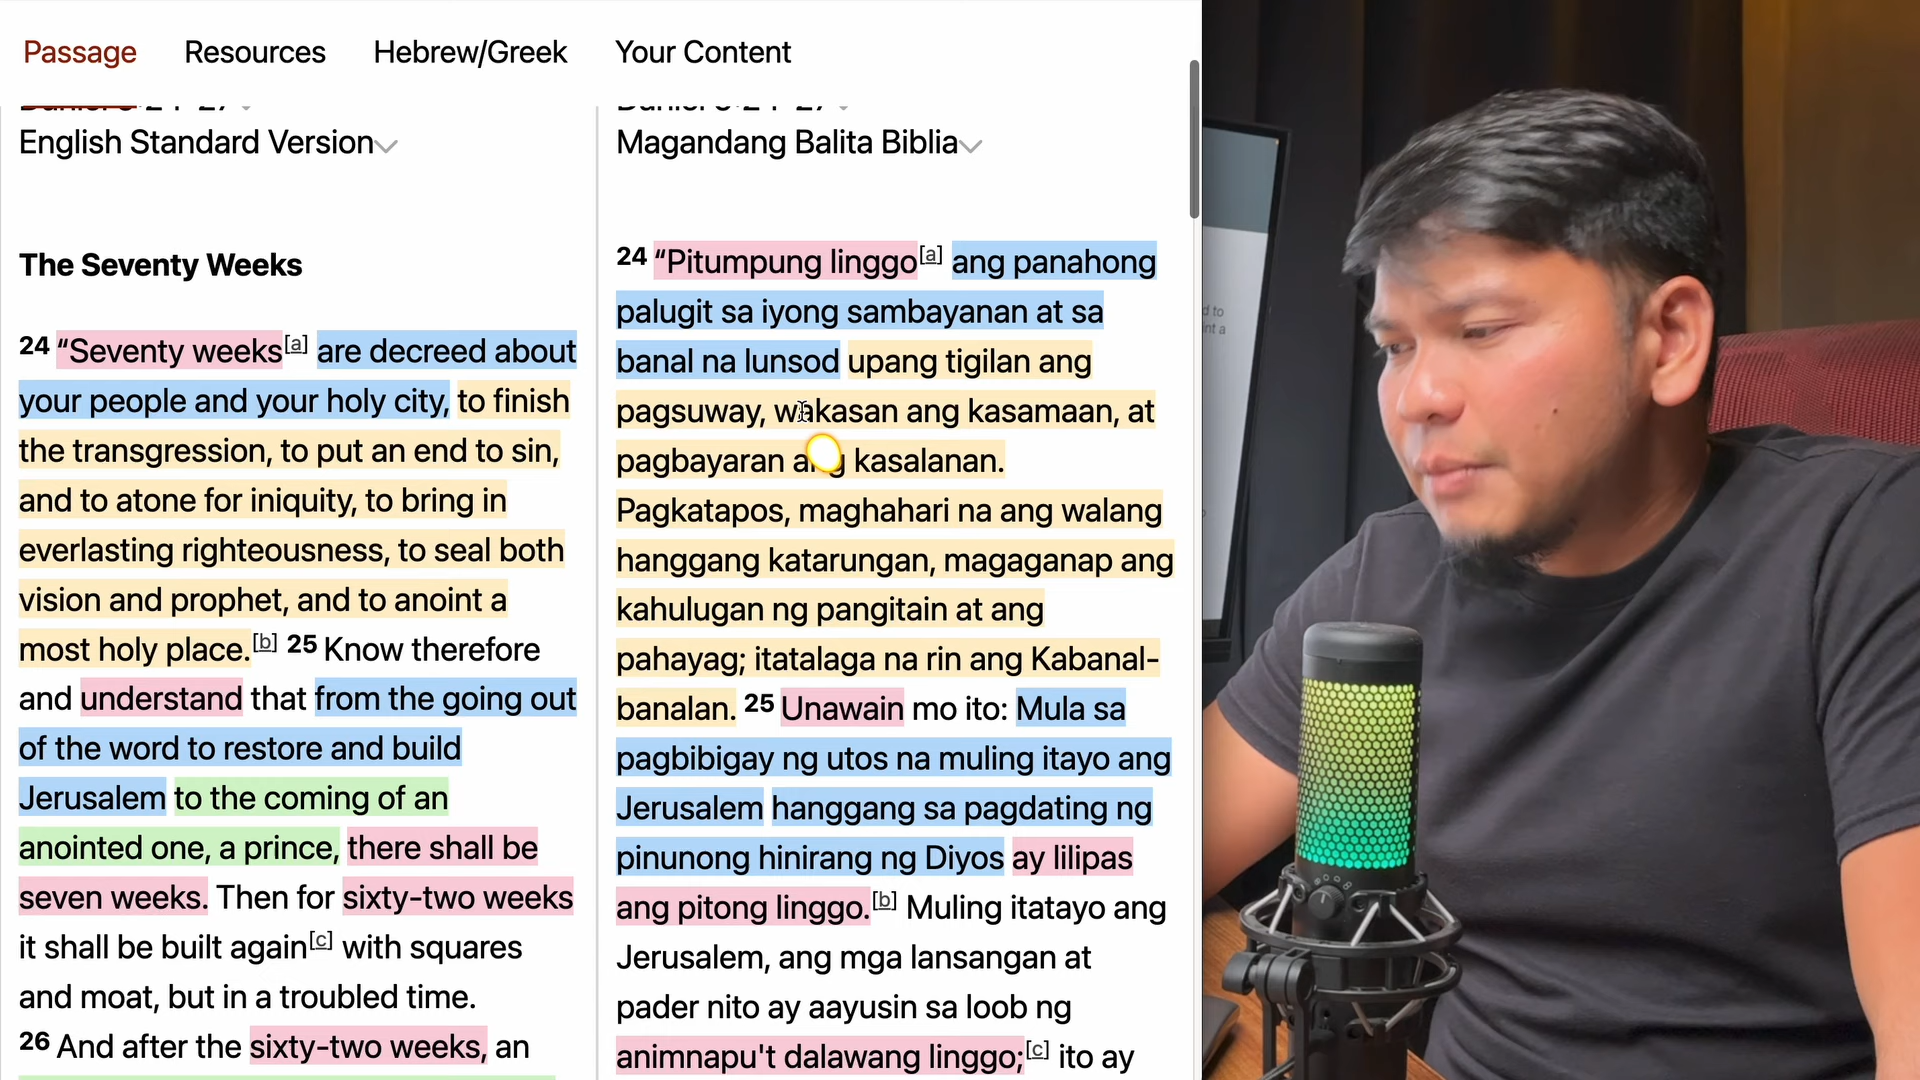 Passage
Resources
Hebrew/Greek
Your Content
English Standard Version
The Seventy Weeks
24 “Seventy weeks[a] are decreed about
your people and your holy city, to finish
the transgression, to put an end to sin,
and to atone for iniquity, to bring in
everlasting righteousness, to seal both
vision and prophet, and to anoint a
most holy place.[b] 25 Know therefore
and understand that from the going out
of the word to restore and build
Jerusalem to the coming of an
anointed one, a prince, there shall be
seven weeks. Then for sixty-two weeks
it shall be built again[c] with squares
and moat, but in a troubled time.
26 And after the sixty-two weeks, an
Magandang Balita Biblia
24 “Pitumpung linggo[a] ang panahong
palugit sa iyong sambayanan at sa
banal na lunsod upang tigilan ang
pagsuway, wakasan ang kasamaan, at
pagbayaran ang kasalanan.
Pagkatapos, maghahari na ang walang
hanggang katarungan, magaganap ang
kahulugan ng pangitain at ang
pahayag; itatalaga na rin ang Kabanal-
banalan. 25 Unawain mo ito: Mula sa
pagbibigay ng utos na muling itayo ang
Jerusalem hanggang sa pagdating ng
pinunong hinirang ng Diyos ay lilipas
ang pitong linggo.[b] Muling itatayo ang
Jerusalem, ang mga lansangan at
pader nito ay aayusin sa loob ng
animnapu't dalawang linggo;[c] ito ay